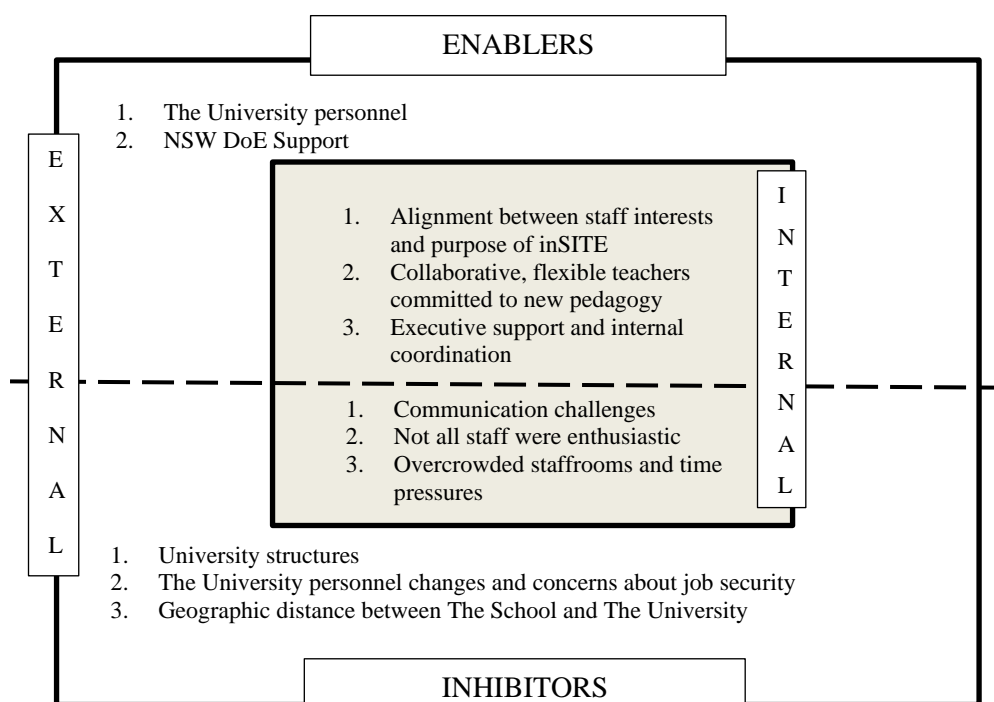 ENABLERS
1. The University personnel
2. NSW DoE Support
EXTERNAL
1. Alignment between staff interests
and purpose of inSITE
2. Collaborative, flexible teachers
committed to new pedagogy
3. Executive support and internal
coordination
INTERNAL
1. Communication challenges
2. Not all staff were enthusiastic
3. Overcrowded staffrooms and time
pressures
1. University structures
2. The University personnel changes and concerns about job security
3. Geographic distance between The School and The University
INHIBITORS